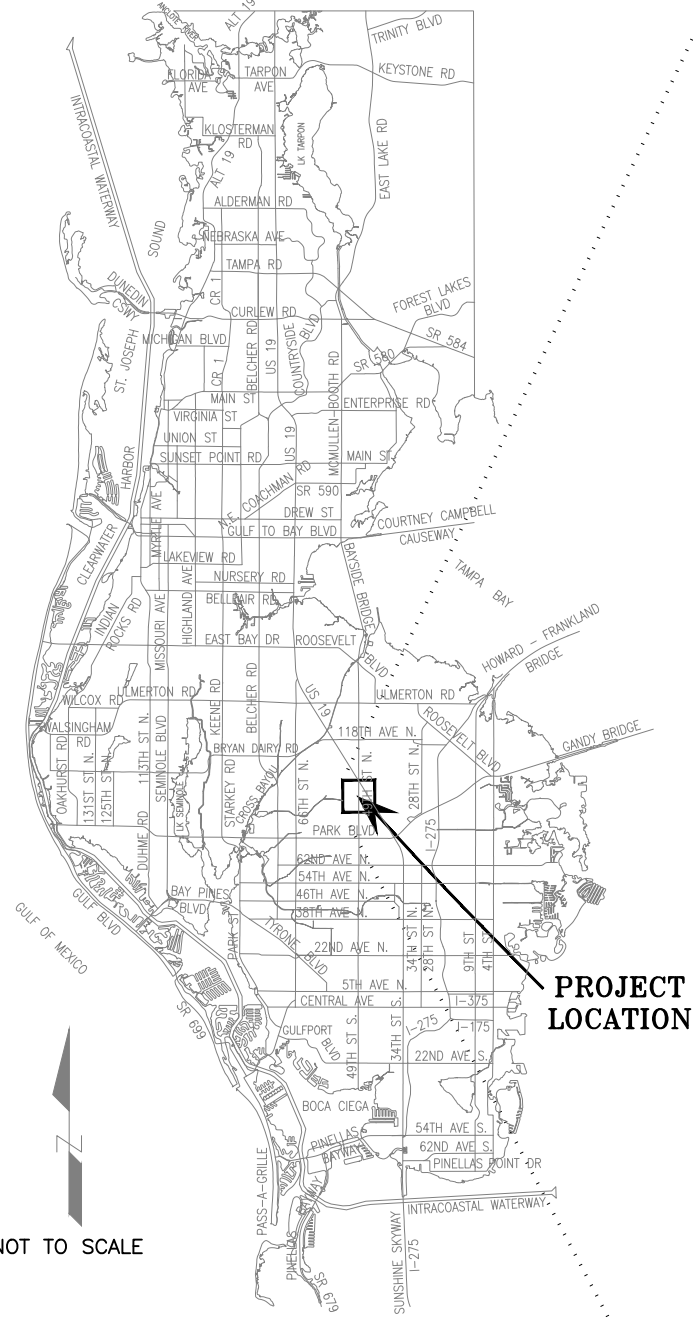 ANCLOTE RIVER
ALT 19
TRINITY BLVD
FLORIDA
AVE
TARPON
AVE
KEYSTONE RD
INTRACOASTAL WATERWAY
KLOSTERMAN
RD
LK TARPON
EAST LAKE RD
ALT 19
ALDERMAN RD
SOUND
NEBRASKA AVE
TAMPA RD
DUNEDIN
CSWY
CR 1
CURLEW RD
FOREST LAKES
BLVD
MICHIGAN BLVD
BELCHER RD
US 19
COUNTRYSIDE
BLVD
SR 584
ST. JOSEPH
CR 1
SR 580
MCMULLEN-BOOTH RD
MAIN ST
ENTERPRISE RD
VIRGINIA ST
UNION ST
US 19
SUNSET POINT RD
MAIN ST
HARBOR
N.E. COACHMAN RD
SR 590
MYRTLE AVE
DREW ST
COURTNEY CAMPBELL
CAUSEWAY
GULF TO BAY BLVD
CLEARWATER
LAKEVIEW RD
BAYSIDE BRIDGE
NURSERY RD
TAMPA BAY
HIGHLAND AVE
BELLEAIR RD
INDIAN
ROCKS RD
MISSOURI AVE
EAST BAY DR
ROOSEVELT
BLVD
HOWARD - FRANKLAND
BRIDGE
WILCOX RD
ULMERTON RD
KEENE RD
BELCHER RD
US 19
ULMERTON RD
WALSINGHAM
RD
113TH ST N.
SEMINOLE BLVD
118TH AVE N.
ROOSEVELT BLVD
GANDY BRIDGE
BRYAN DAIRY RD
OAKHURST RD
131ST ST N.
125TH ST N.
LK SEMINOLE
STARKEY RD
CROSS BAYOU
66TH ST N.
49TH ST N.
28TH ST N.
DUHME RD
PARK BLVD
I-275
62ND AVE N.
54TH AVE N.
BAY PINES
BLVD
46TH AVE N.
38TH AVE N.
GULF BLVD
PARK ST
TYRONE BLVD
22ND AVE N.
34TH ST N.
28TH ST N.
9TH ST
4TH ST
GULF OF MEXICO
5TH AVE N.
PROJECT
LOCATION
CENTRAL AVE
I-375
SR 699
GULFPORT
BLVD
49TH ST S.
34TH ST S.
I-275
I-175
22ND AVE S.
BOCA CIEGA
54TH AVE S.
PINELLAS
BAYWAY
62ND AVE S.
PINELLAS POINT DR
N
PASS-A-GRILLE
PINELLAS
BAYWAY
INTRACOASTAL WATERWAY
NOT TO SCALE
SR 679
SUNSHINE SKYWAY
I-275